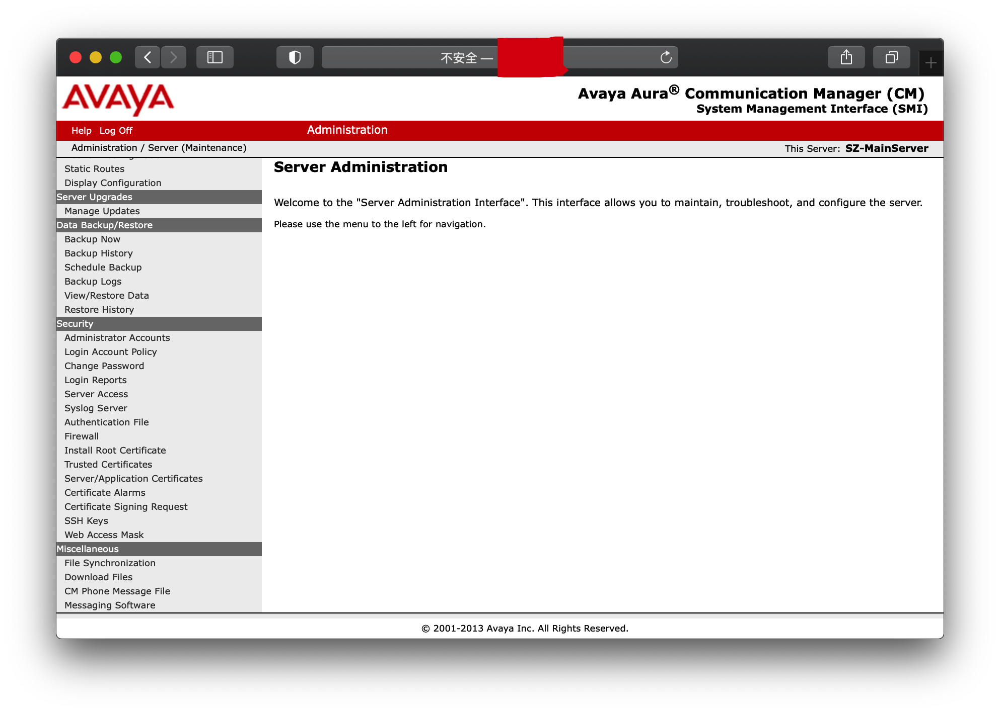 不安全 —
AVAYA
Avaya Aura® Communication Manager (CM)
System Management Interface (SMI)
Help Log Off Administration
Administration / Server (Maintenance) This Server: SZ-MainServer
Static Routes
Display Configuration
Server Upgrades
Manage Updates
Data Backup/Restore
Backup Now
Backup History
Schedule Backup
Backup Logs
View/Restore Data
Restore History
Security
Administrator Accounts
Login Account Policy
Change Password
Login Reports
Server Access
Syslog Server
Authentication File
Firewall
Install Root Certificate
Trusted Certificates
Server/Application Certificates
Certificate Alarms
Certificate Signing Request
SSH Keys
Web Access Mask
Miscellaneous
File Synchronization
Download Files
CM Phone Message File
Messaging Software
Server Administration
Welcome to the "Server Administration Interface". This interface allows you to maintain, troubleshoot, and configure the server.
Please use the menu to the left for navigation.
© 2001-2013 Avaya Inc. All Rights Reserved.